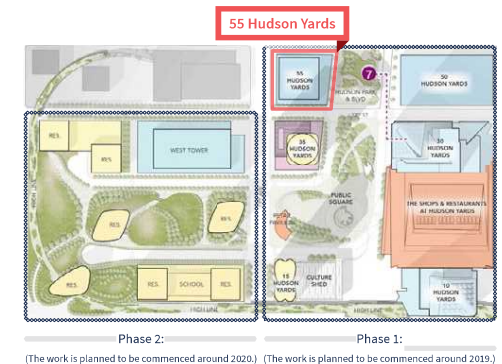 55 Hudson Yards
55
HUDSON
YARDS
7
HUDSON PARK
& BLVD
50
HUDSON YARDS
RES.
RES.
WEST TOWER
35
HUDSON
YARDS
30
HUDSON
YARDS
HIGH LINE
RES.
RES.
PUBLIC
SQUARE
THE SHOPS & RESTAURANTS
AT HUDSON YARDS
RES.
RES.
SCHOOL
RES.
15
HUDSON
YARDS
CULTURE
SHED
10
HUDSON
YARDS
HIGH LINE
HIGH LINE
Phase 2:
Phase 1:
(The work is planned to be commenced around 2020.)
(The work is planned to be commenced around 2019.)